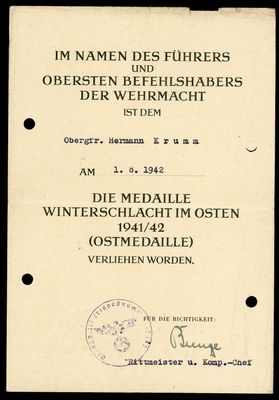 IM NAMEN DES FÜHRERS
UND
OBERSTEN BEFEHLSHABERS
DER WEHRMACHT
IST DEM
Obergfr. Hermann Krumm
AM 1. 8. 1942
DIE MEDAILLE
WINTERSCHLACHT IM OSTEN
1941/42
(OSTMEDAILLE)
VERLIEHEN WORDEN.
FÜR DIE RICHTIGKEIT:
Rittmeister u. Komp.-Chef